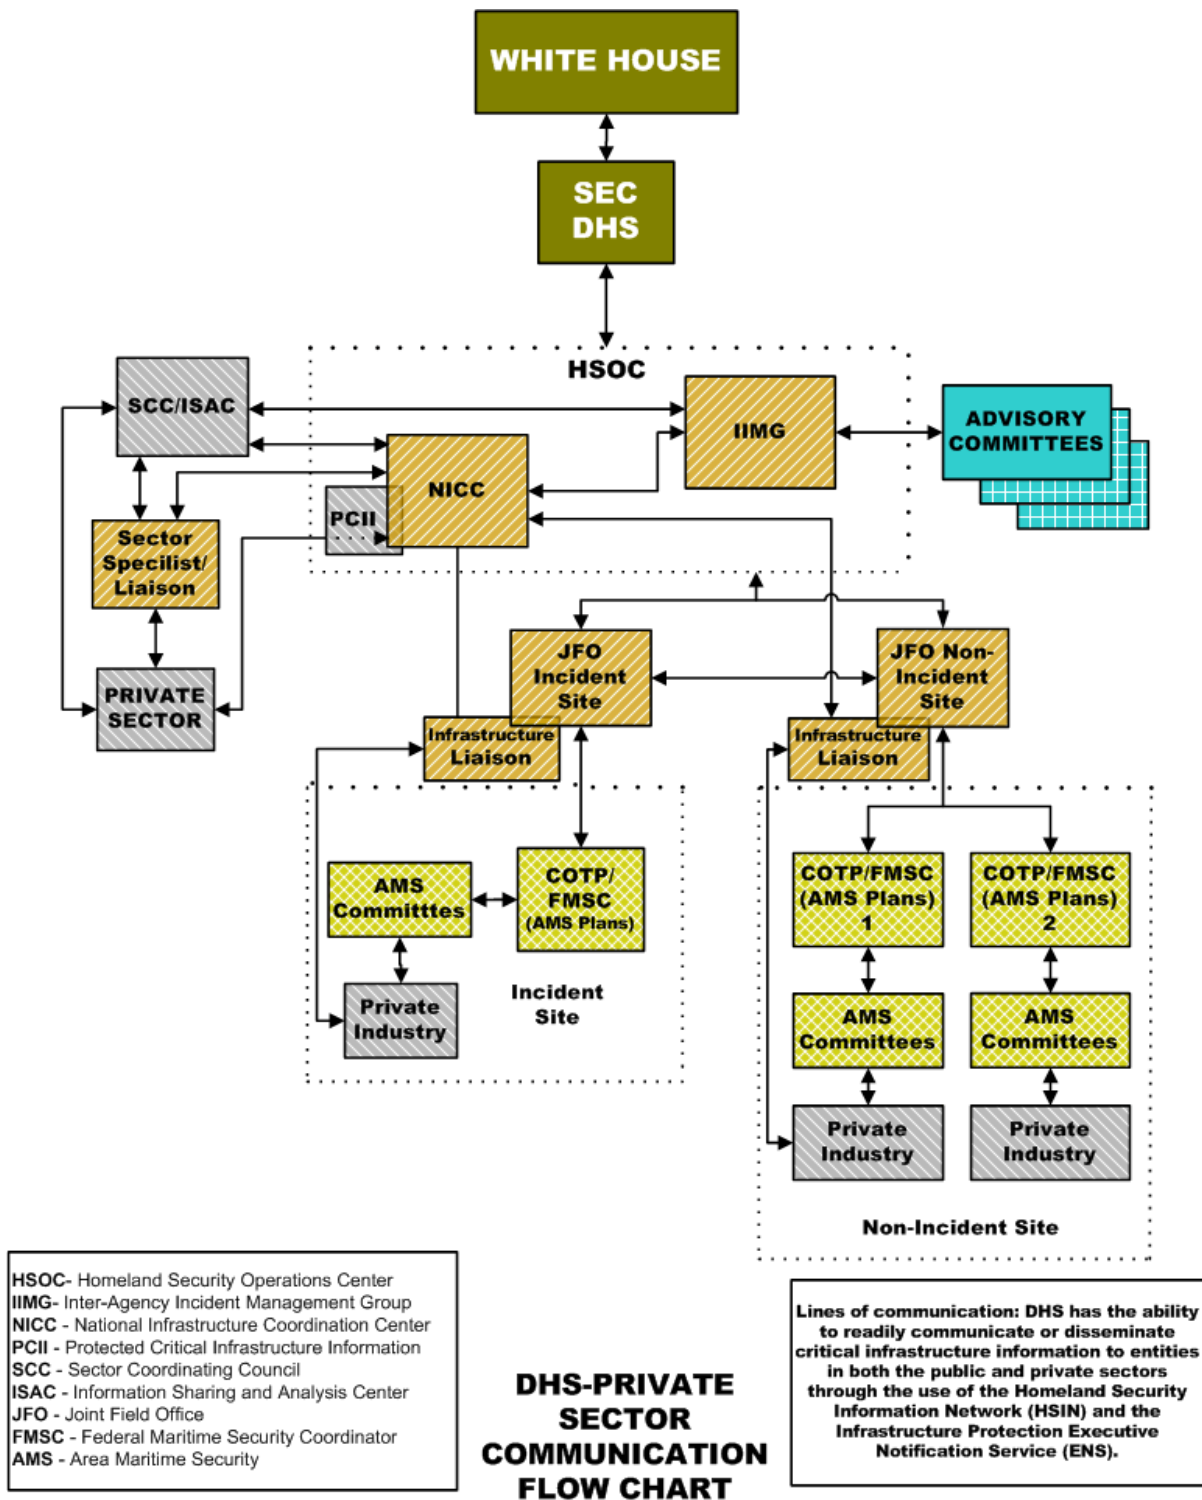 WHITE HOUSE
SEC
DHS
HSOC
SCC/ISAC
IIMG
ADVISORY
COMMITTEES
NICC
PCII
Sector
Specilist/
Liaison
PRIVATE
SECTOR
JFO
Incident
Site
JFO Non-
Incident
Site
Infrastructure
Liaison
Infrastructure
Liaison
AMS
Committtes
COTP/
FMSC
(AMS Plans)
COTP/FMSC
(AMS Plans)
1
COTP/FMSC
(AMS Plans)
2
Private
Industry
Incident
Site
AMS
Committees
AMS
Committees
Private
Industry
Private
Industry
Non-Incident Site
HSOC- Homeland Security Operations Center
IIMG- Inter-Agency Incident Management Group
NICC - National Infrastructure Coordination Center
PCII - Protected Critical Infrastructure Information
SCC - Sector Coordinating Council
ISAC - Information Sharing and Analysis Center
JFO - Joint Field Office
FMSC - Federal Maritime Security Coordinator
AMS - Area Maritime Security
DHS-PRIVATE
SECTOR
COMMUNICATION
FLOW CHART
Lines of communication: DHS has the ability
to readily communicate or disseminate
critical infrastructure information to entities
in both the public and private sectors
through the use of the Homeland Security
Information Network (HSIN) and the
Infrastructure Protection Executive
Notification Service (ENS).